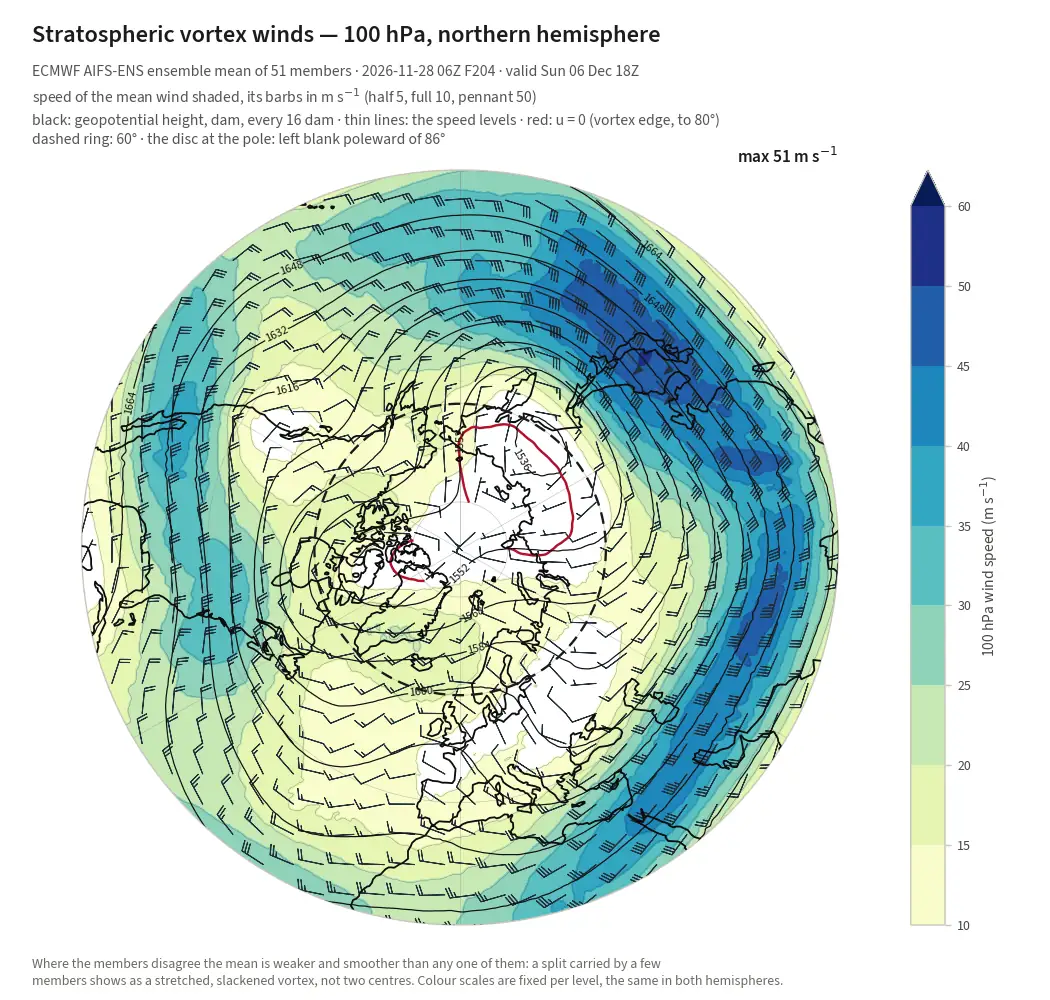 Stratospheric vortex winds — 100 hPa, northern hemisphere
ECMWF AIFS-ENS ensemble mean of 51 members · 2026-11-28 06Z F204 · valid Sun 06 Dec 18Z
speed of the mean wind shaded, its barbs in m s⁻¹ (half 5, full 10, pennant 50)
black: geopotential height, dam, every 16 dam · thin lines: the speed levels · red: u = 0 (vortex edge, to 80°)
dashed ring: 60° · the disc at the pole: left blank poleward of 86°
max 51 m s⁻¹
60
50
45
40
35
30
25
20
15
10
100 hPa wind speed (m s⁻¹)
1664
1648
1648
1632
1616
1664
1536
1552
1600
Where the members disagree the mean is weaker and smoother than any one of them: a split carried by a few
members shows as a stretched, slackened vortex, not two centres. Colour scales are fixed per level, the same in both hemispheres.